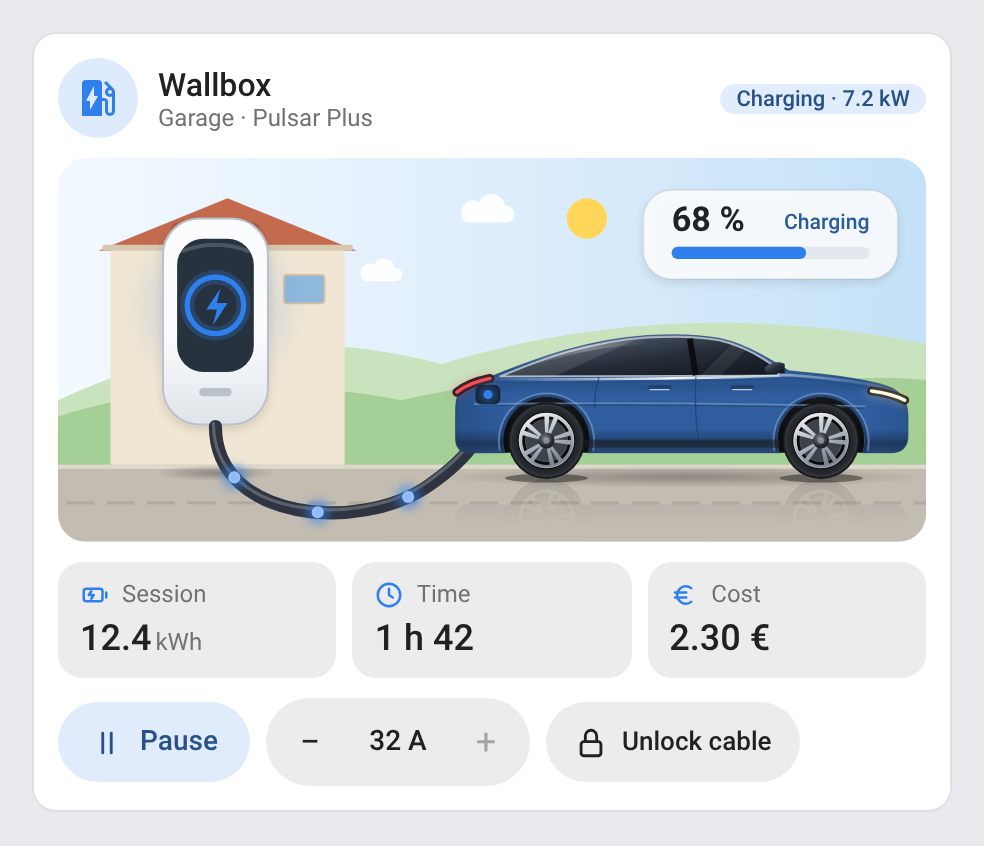 Wallbox
Garage · Pulsar Plus
Charging · 7.2 kW
68 %
Charging
Session
12.4 kWh
Time
1 h 42
Cost
2.30 €
Pause
− 32 A +
Unlock cable